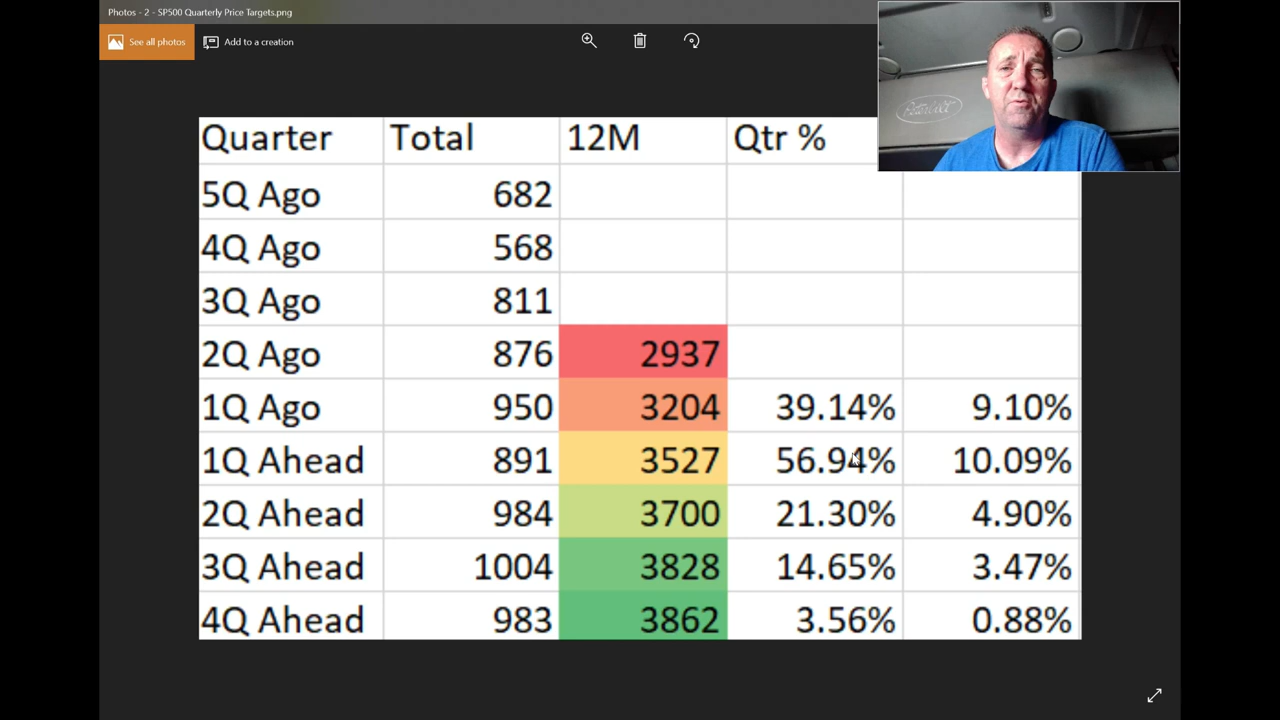 Photos - 2 - SP500 Quarterly Price Targets.png
See all photos
Add to a creation
Peterbilt
Quarter Total 12M Qtr %
5Q Ago 682
4Q Ago 568
3Q Ago 811
2Q Ago 876 2937
1Q Ago 950 3204 39.14% 9.10%
1Q Ahead 891 3527 56.94% 10.09%
2Q Ahead 984 3700 21.30% 4.90%
3Q Ahead 1004 3828 14.65% 3.47%
4Q Ahead 983 3862 3.56% 0.88%